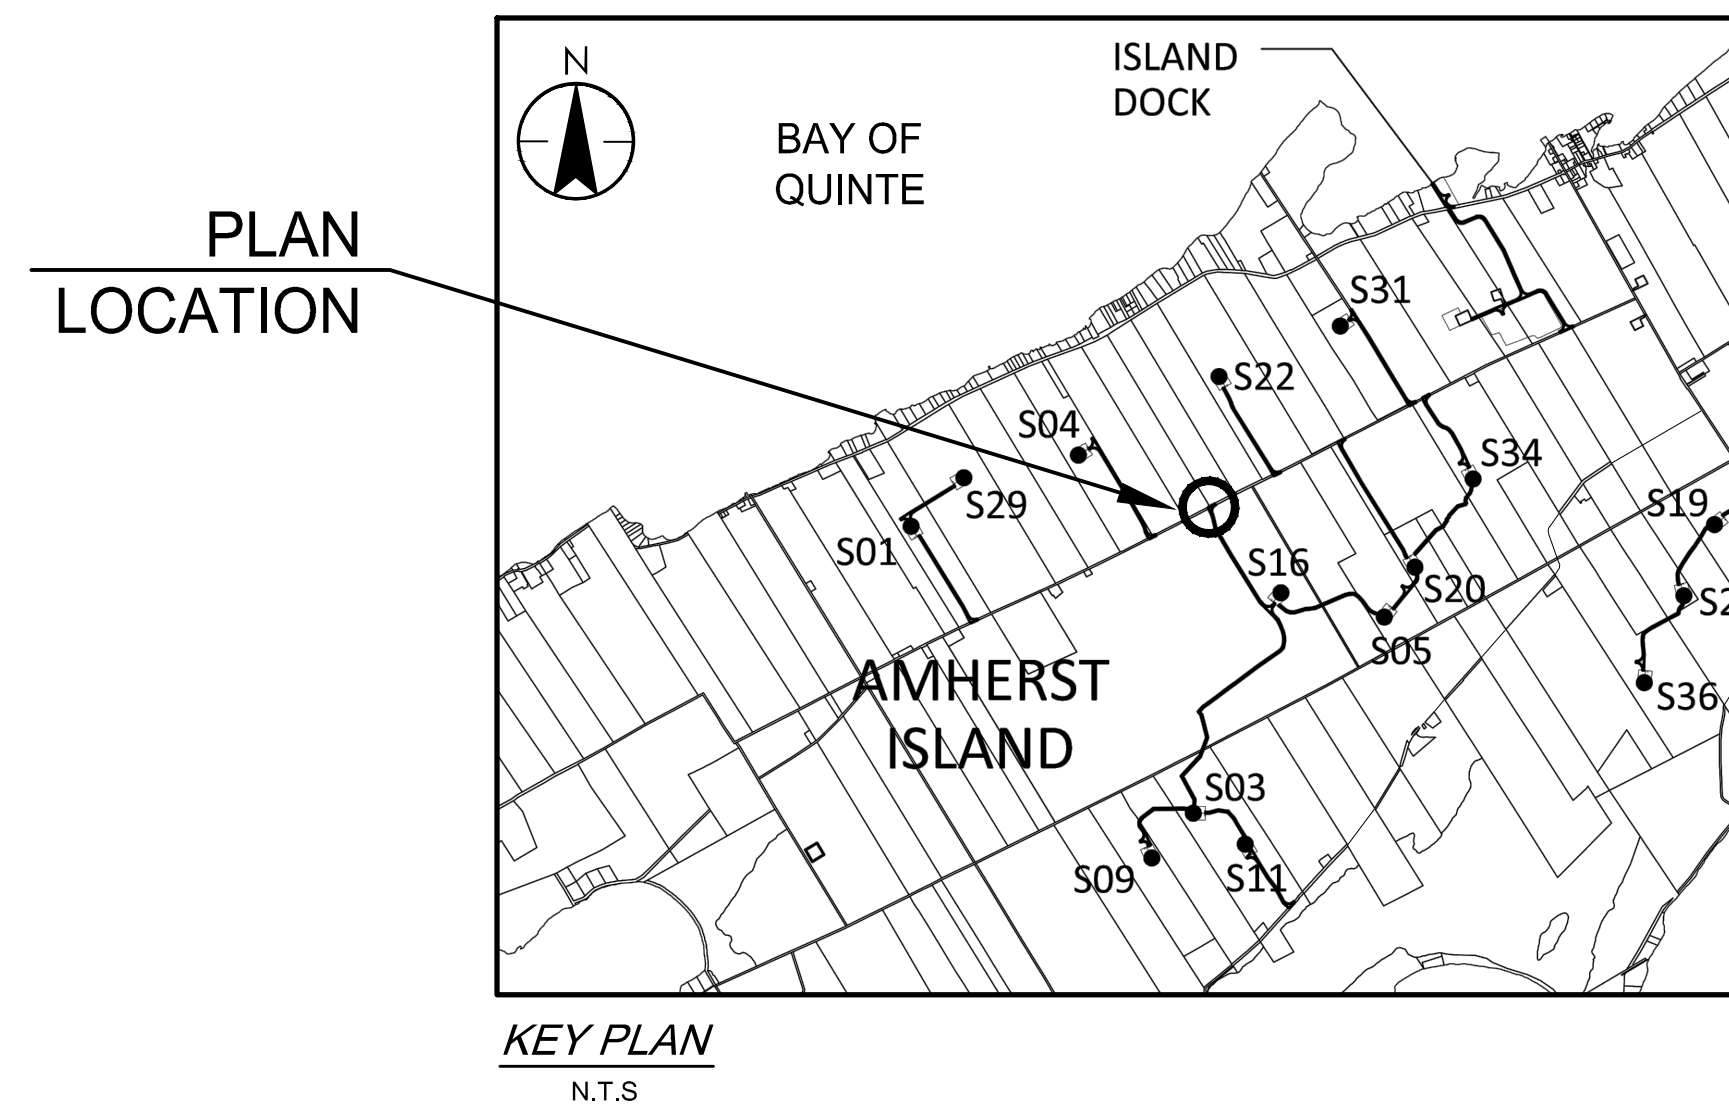 N
ISLAND
DOCK
BAY OF
QUINTE
PLAN
LOCATION
S31
S22
S04
S34
S29
S19
S01
S16
S20
S05
S36
AMHERST
ISLAND
S03
S09
S11
KEY PLAN
N.T.S